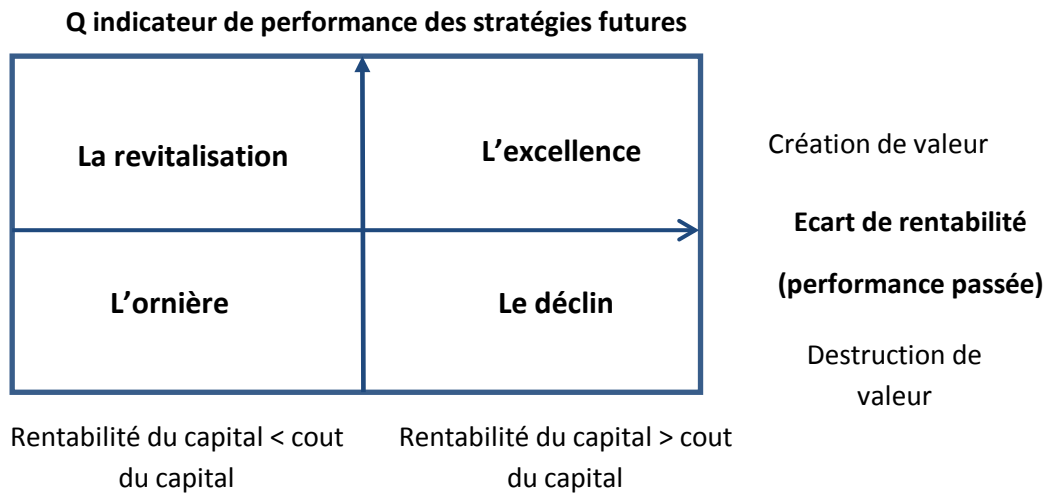 Q indicateur de performance des stratégies futures
La revitalisation
L’excellence
Création de valeur
Ecart de rentabilité
(performance passée)
L’ornière
Le déclin
Destruction de
valeur
Rentabilité du capital < cout
du capital
Rentabilité du capital > cout
du capital